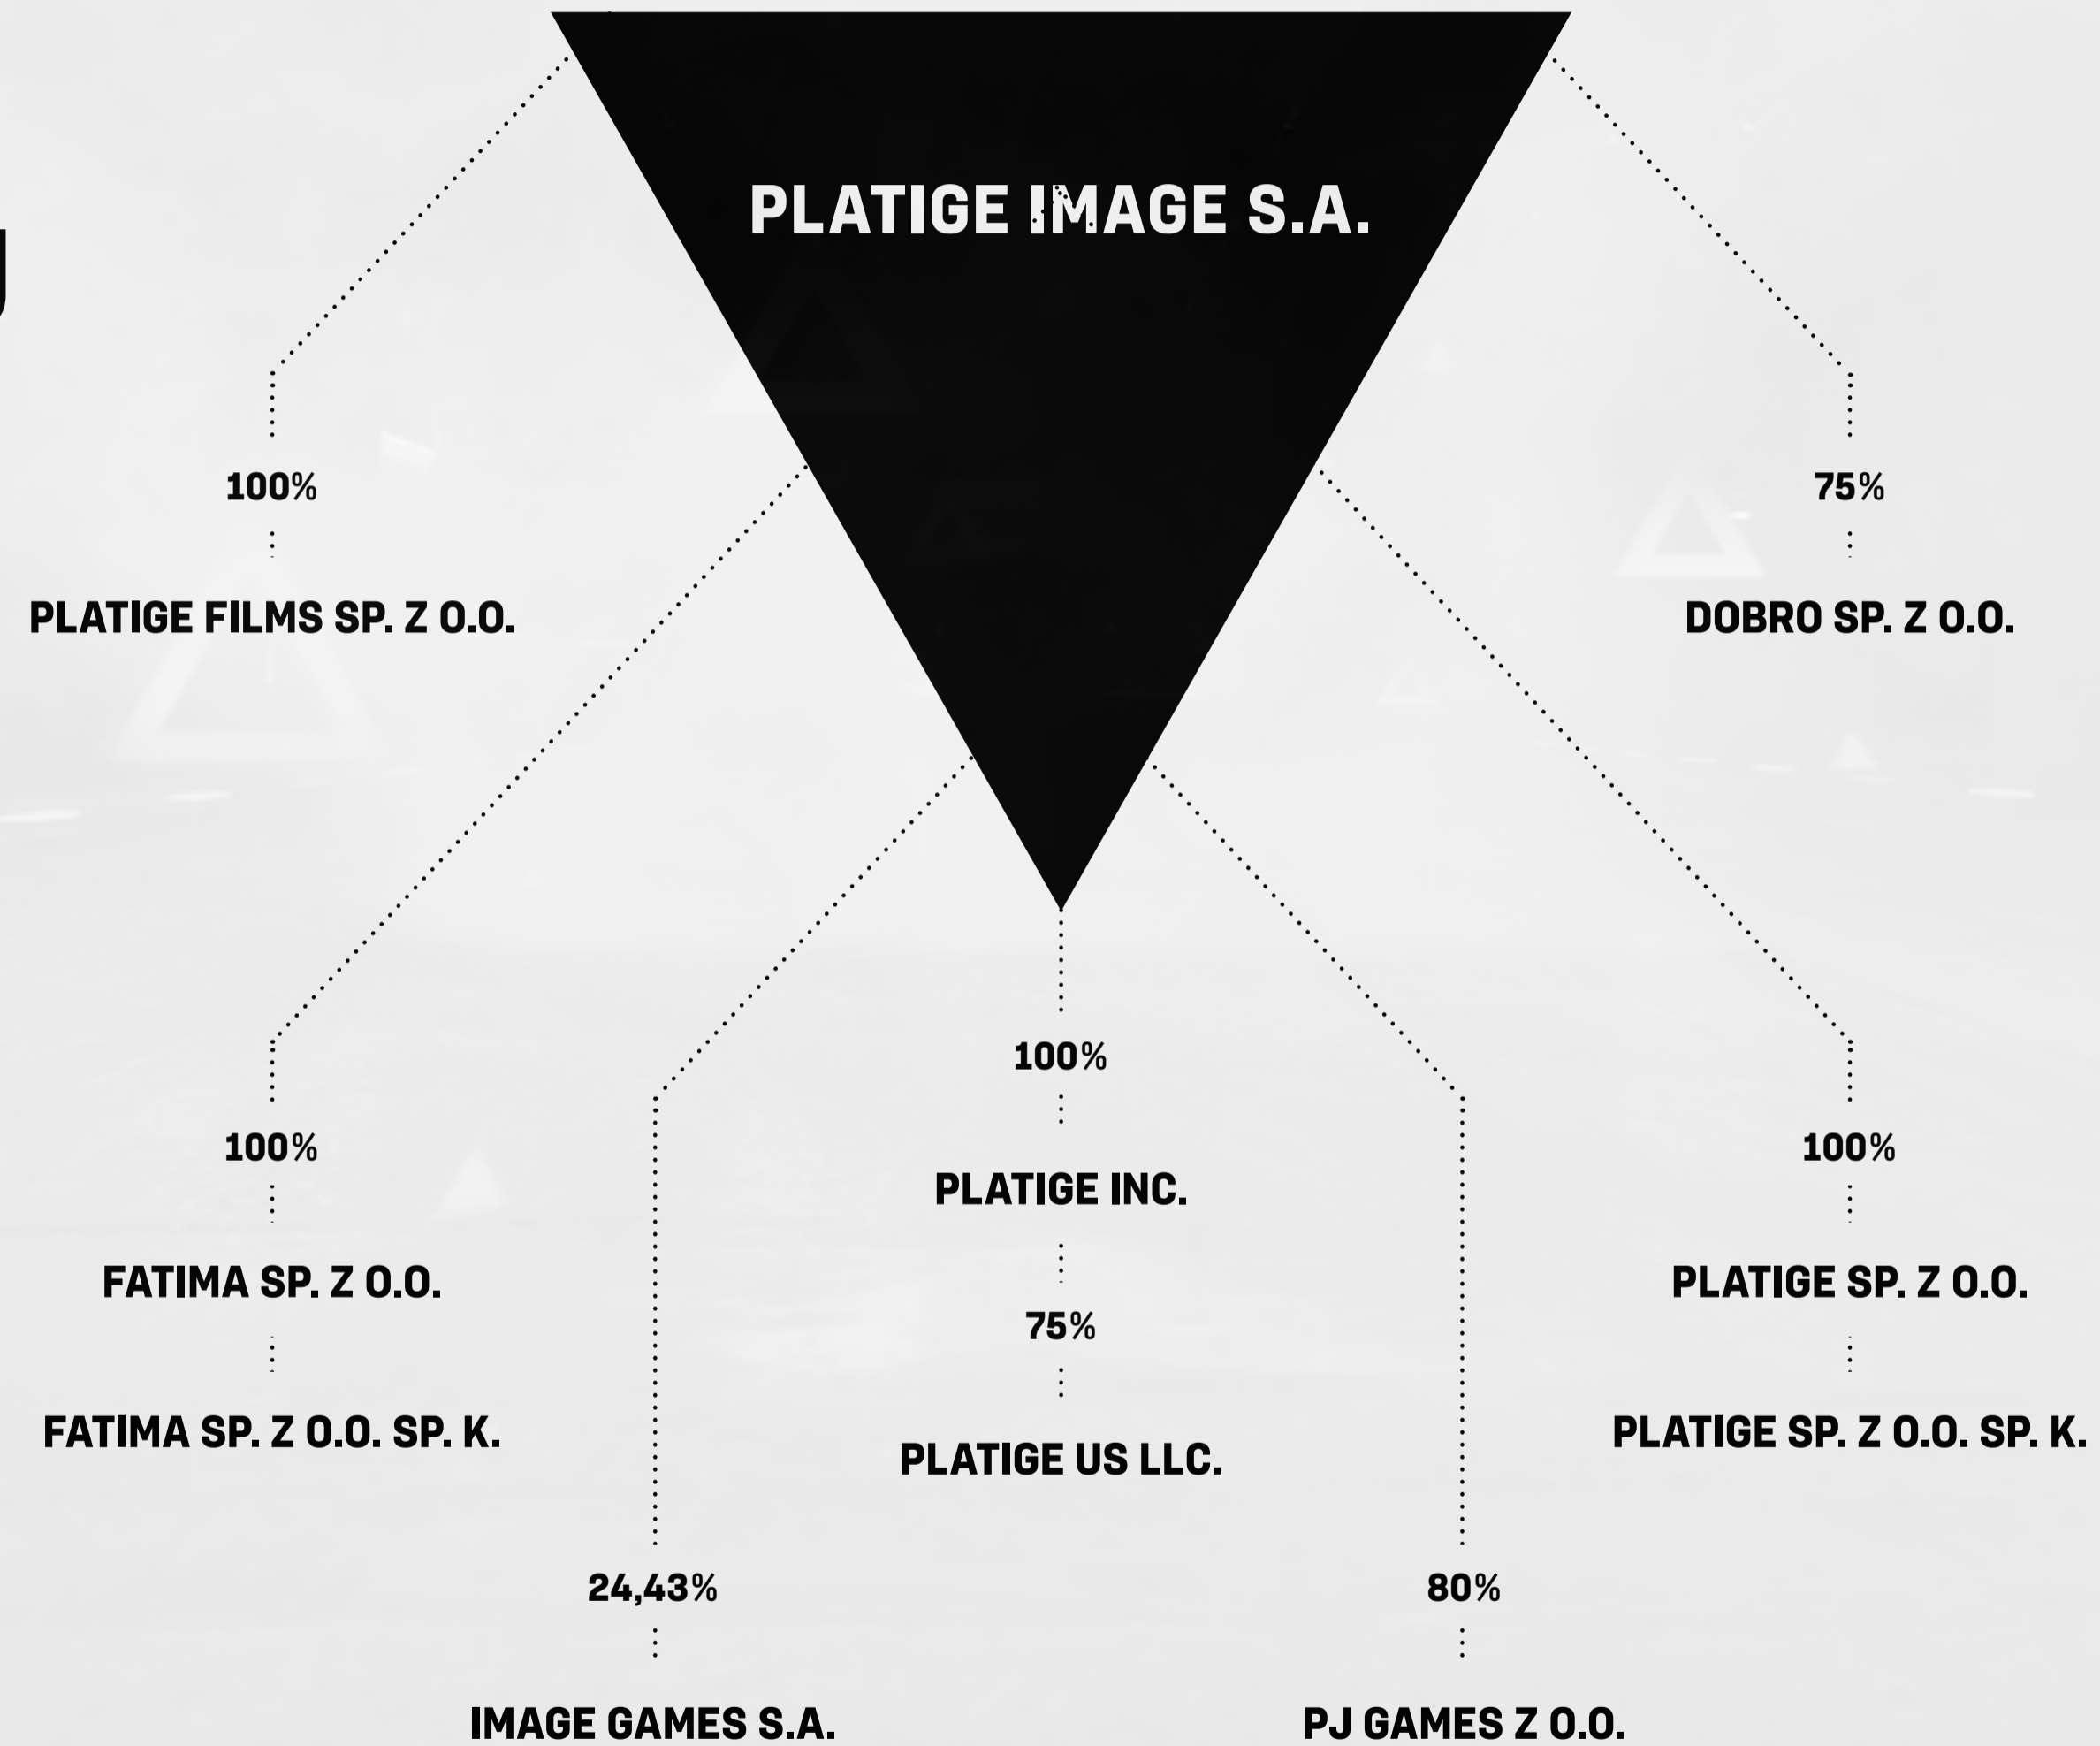 PLATIGE IMAGE S.A.
100%
75%
PLATIGE FILMS SP. Z O.O.
DOBRO SP. Z O.O.
100%
100%
100%
PLATIGE INC.
FATIMA SP. Z O.O.
PLATIGE SP. Z O.O.
75%
FATIMA SP. Z O.O. SP. K.
PLATIGE SP. Z O.O. SP. K.
PLATIGE US LLC.
24,43%
80%
IMAGE GAMES S.A.
PJ GAMES Z O.O.